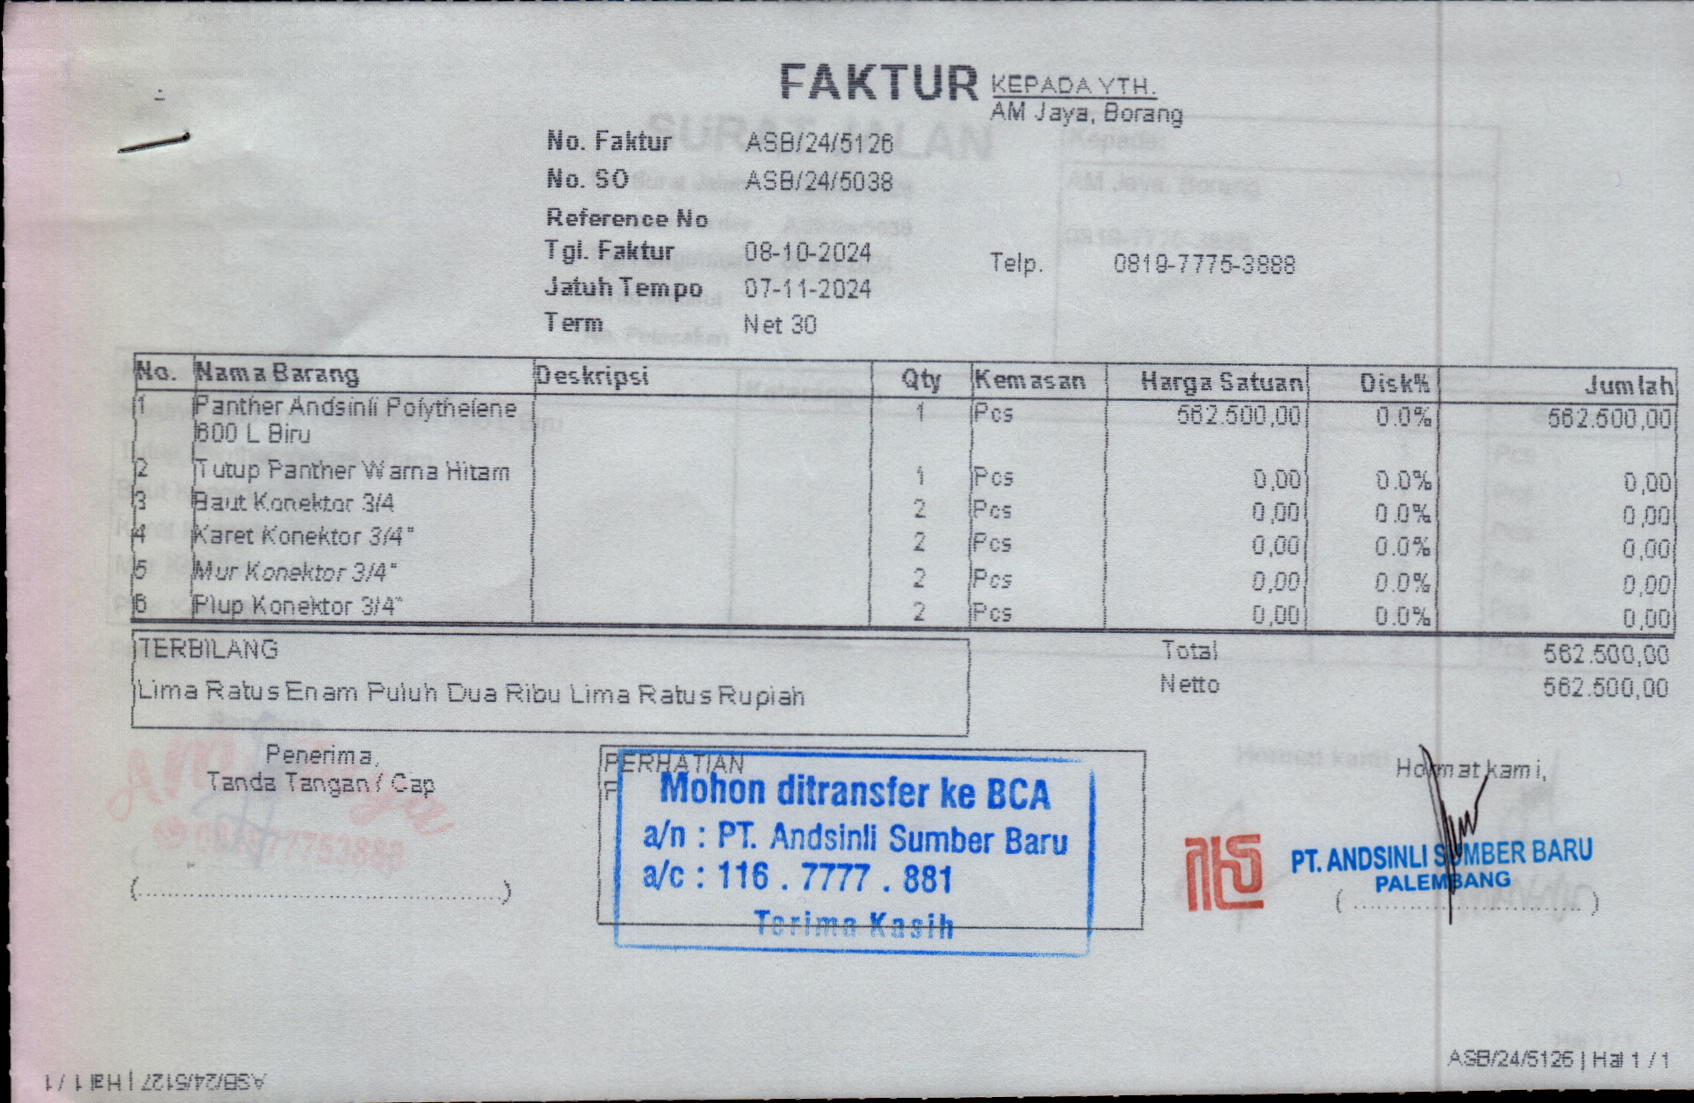 FAKTUR
KEPADA YTH.
AM Jaya, Borang
No. Faktur ASB/24/5126
No. SO ASB/24/5038
Reference No
Tgl. Faktur 08-10-2024
Telp. 0819-7775-3888
Jatuh Tempo 07-11-2024
Term Net 30
No. Nama Barang Deskripsi Qty Kemasan Harga Satuan Disk% Jumlah
1 Panther Andsinli Polythelene 1 Pcs 562.500,00 0.0% 562.500,00
600 L Biru
2 Tutup Panther Warna Hitam 1 Pcs 0,00 0.0% 0,00
3 Baut Konektor 3/4 2 Pcs 0,00 0.0% 0,00
4 Karet Konektor 3/4" 2 Pcs 0,00 0.0% 0,00
5 Mur Konektor 3/4" 2 Pcs 0,00 0.0% 0,00
6 Plup Konektor 3/4" 2 Pcs 0,00 0.0% 0,00
TERBILANG
Lima Ratus Enam Puluh Dua Ribu Lima Ratus Rupiah
Total 562.500,00
Netto 562.500,00
Penerima,
Tanda Tangan / Cap
AM Jaya
081977753888
(..........................................)
PERHATIAN
Mohon ditransfer ke BCA
a/n : PT. Andsinli Sumber Baru
a/c : 116 . 7777 . 881
Terima Kasih
Hormat kami,
PT. ANDSINLI SUMBER BARU
PALEMBANG
(..............................)
ASB/24/5126 | Hal 1 / 1
ASB/24/5127 | Hal 1 / 1